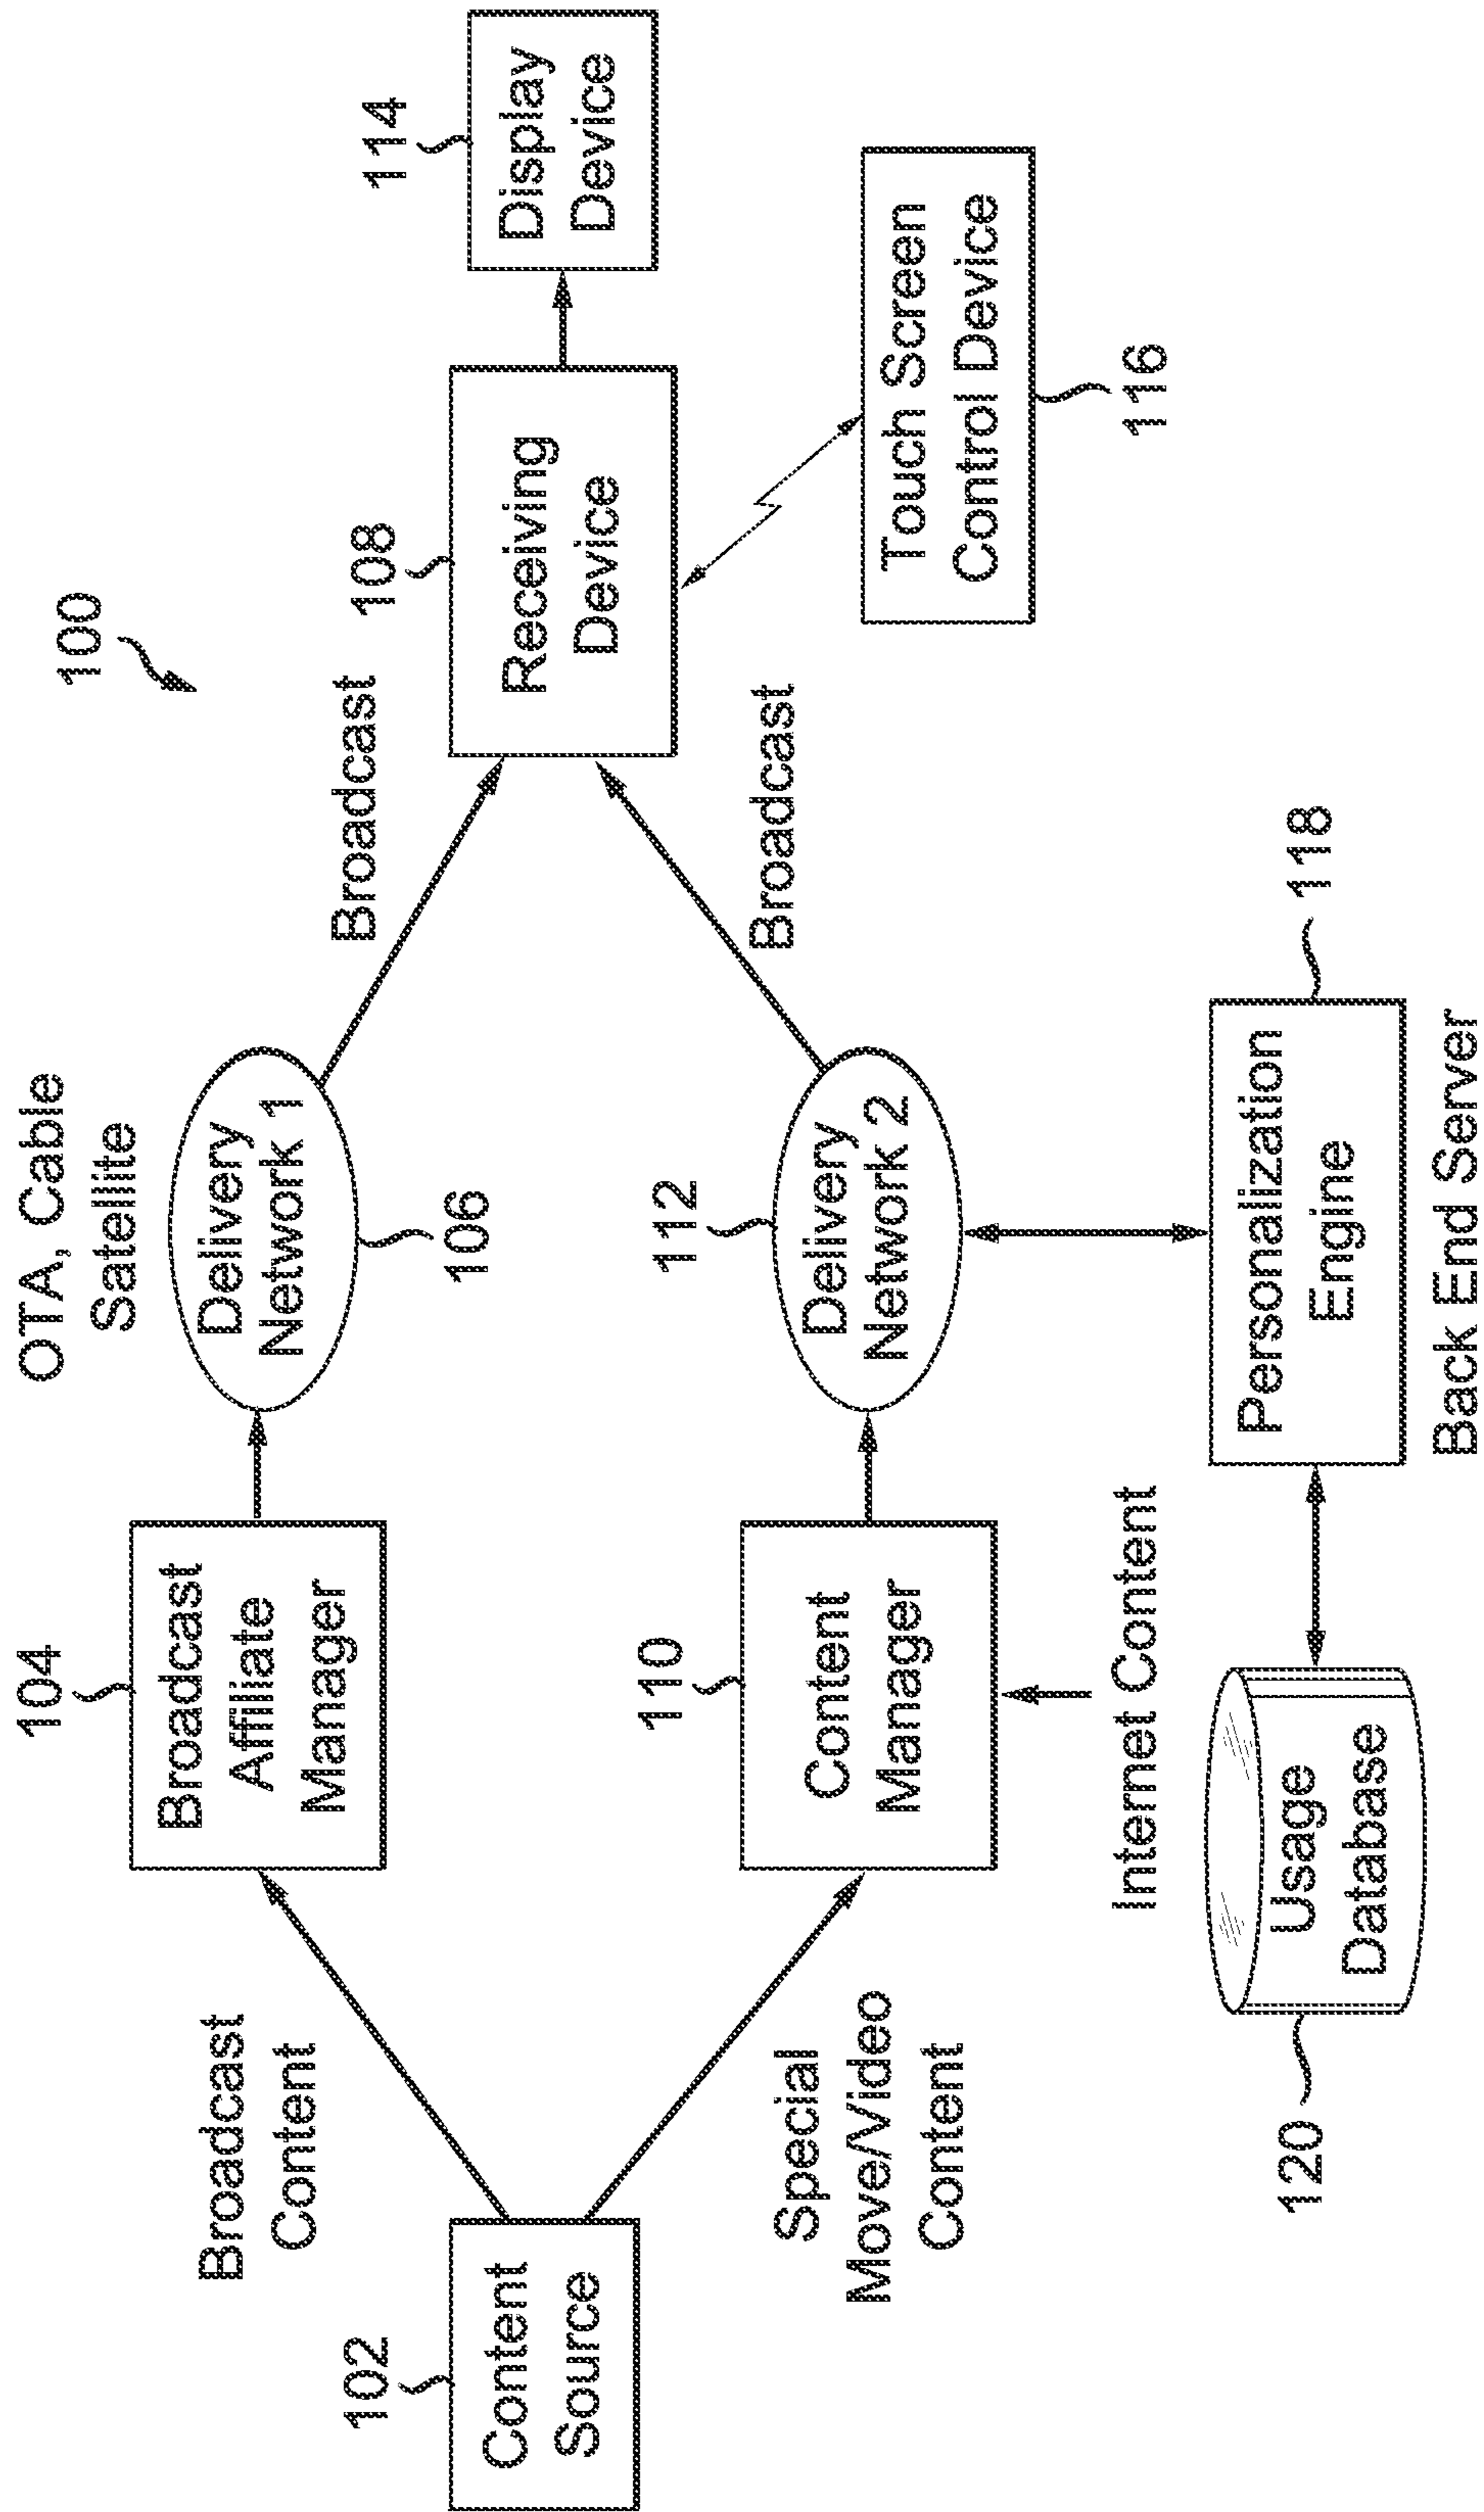 100
OTA, Cable
Satellite
104
Broadcast
Affiliate
Manager
Delivery
Network 1
106
Broadcast
Broadcast
Content
102
Content
Source
108
Receiving
Device
114
Display
Device
Special
Move/Video
Content
110
Content
Manager
112
Delivery
Network 2
Broadcast
Touch Screen
Control Device
116
Internet Content
120
Usage
Database
Personalization
Engine
118
Back End Server